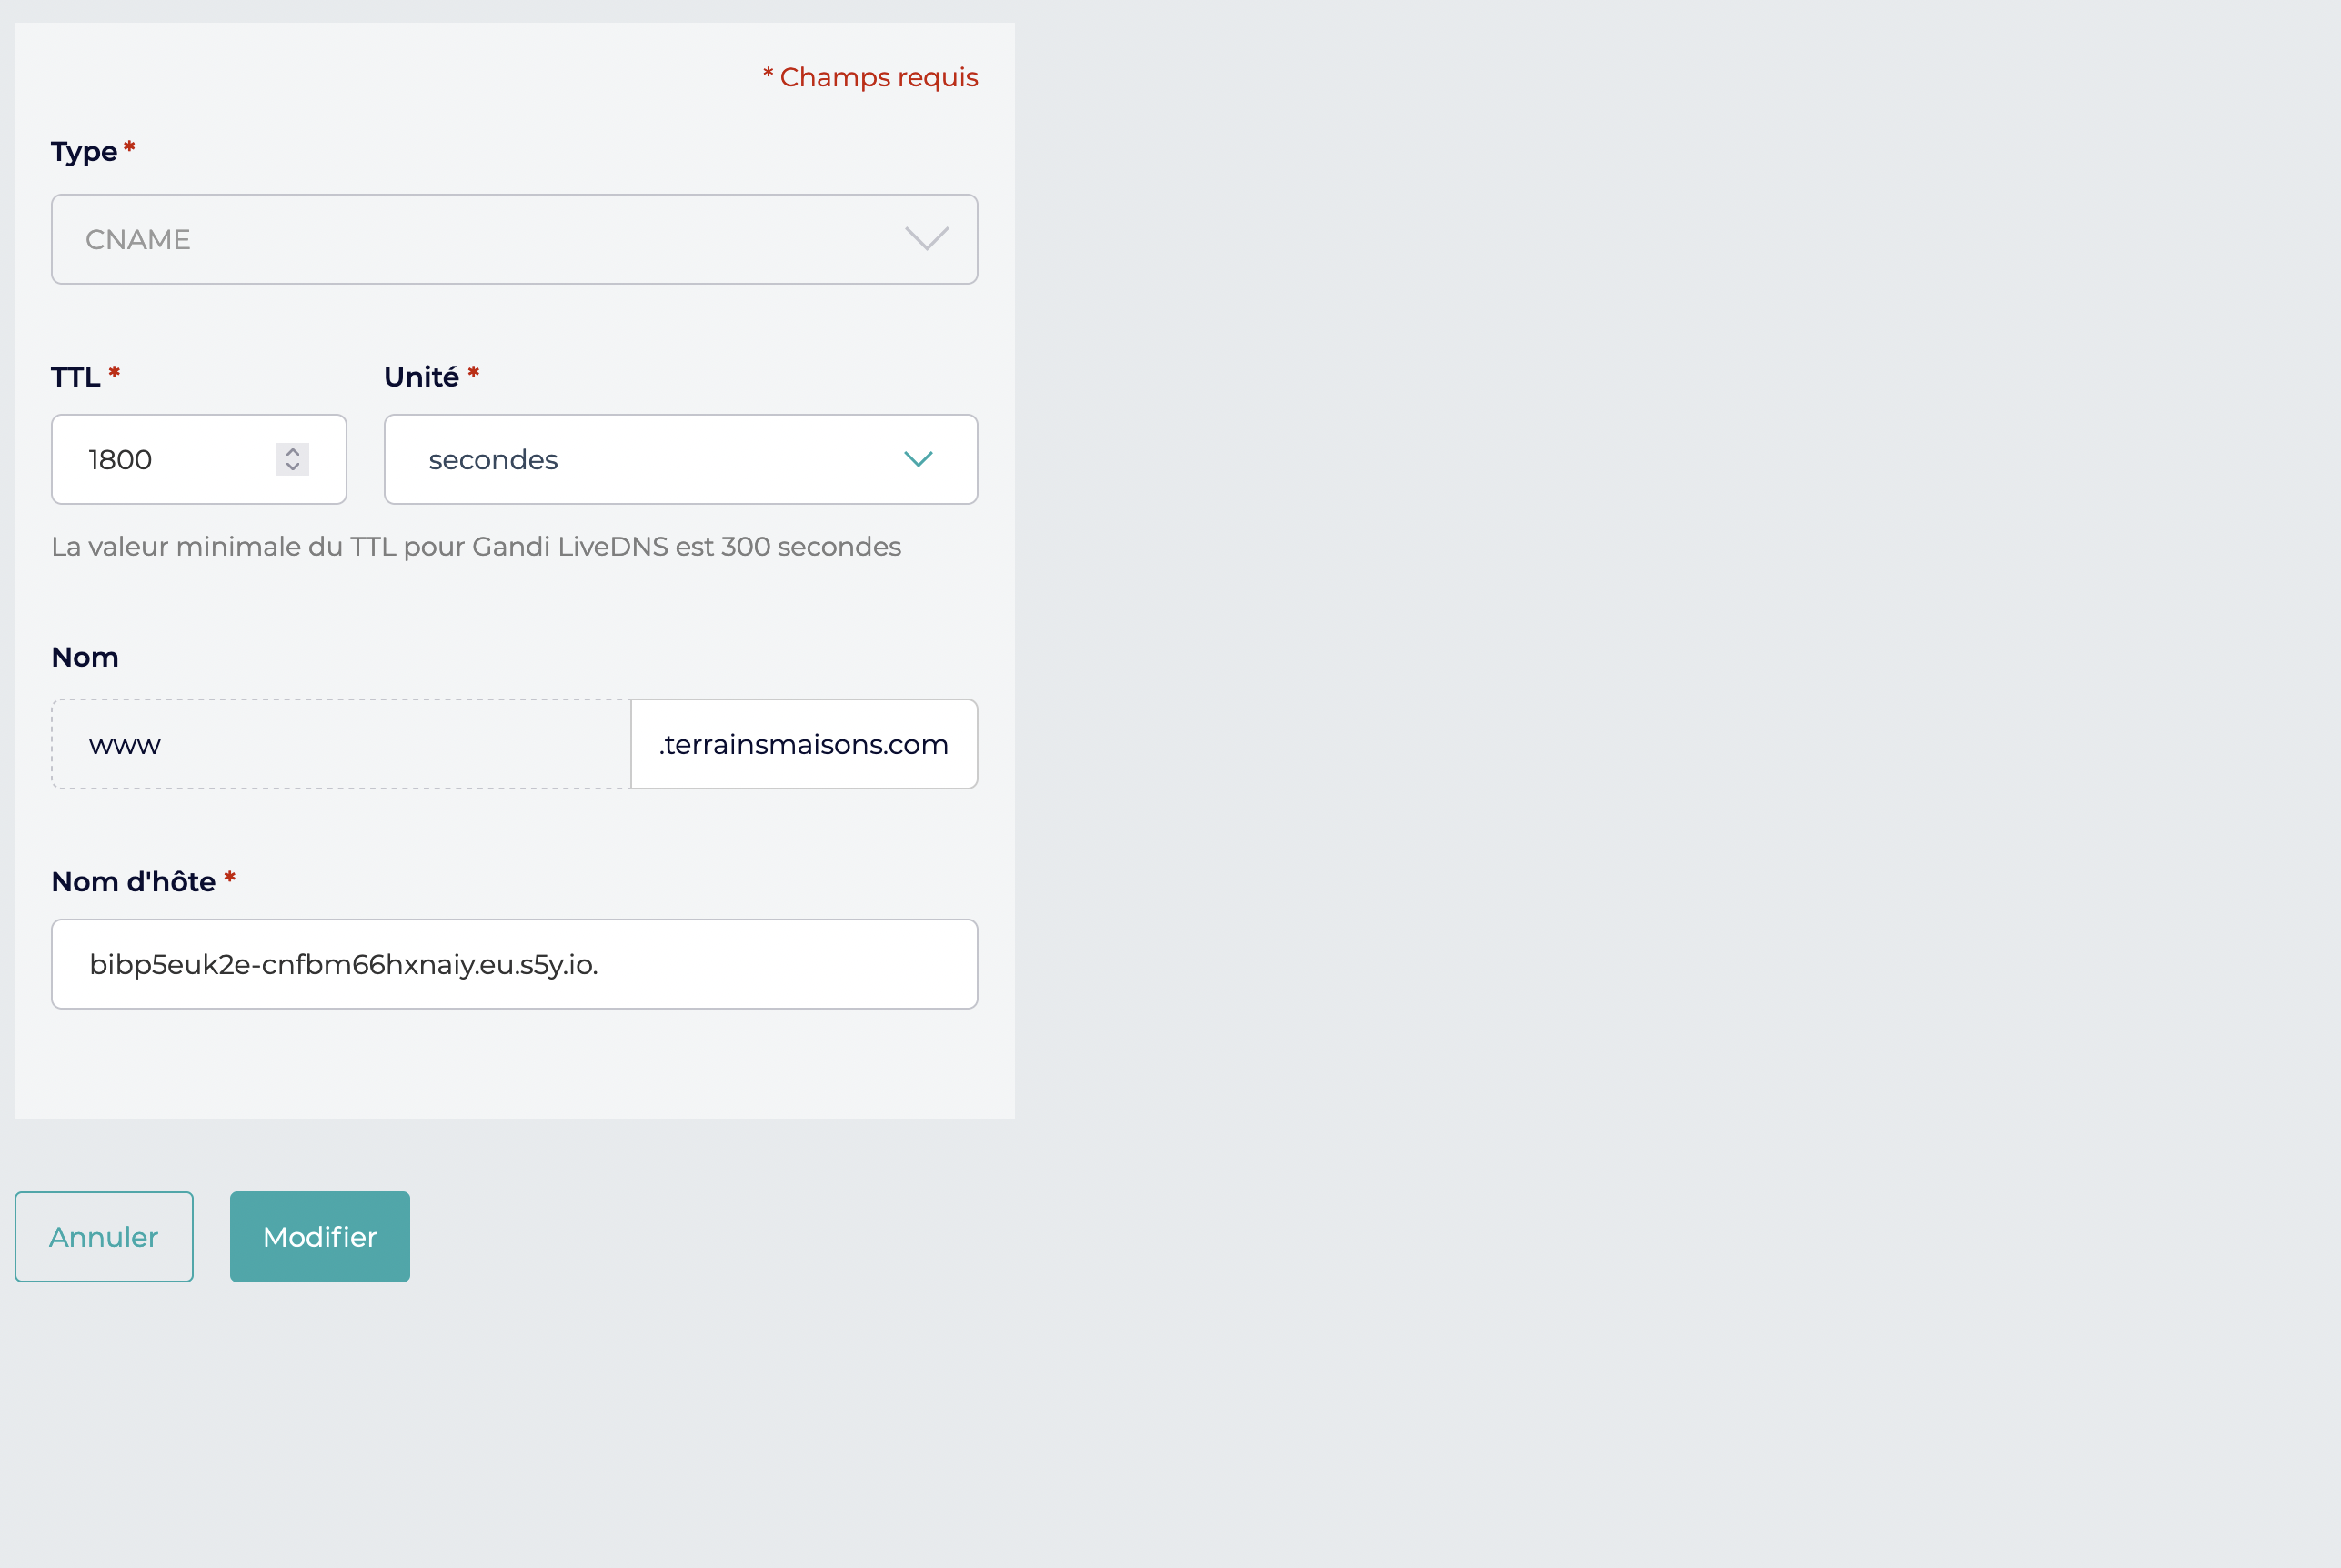 * Champs requis
Type *
CNAME
TTL * Unité *
1800 secondes
La valeur minimale du TTL pour Gandi LiveDNS est 300 secondes
Nom
www .terrainsmaisons.com
Nom d'hôte *
bibp5euk2e-cnfbm66hxnaiy.eu.s5y.io.
Annuler Modifier